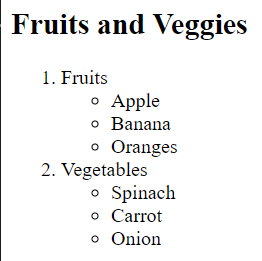 Fruits and Veggies
1. Fruits
○ Apple
○ Banana
○ Oranges
2. Vegetables
○ Spinach
○ Carrot
○ Onion